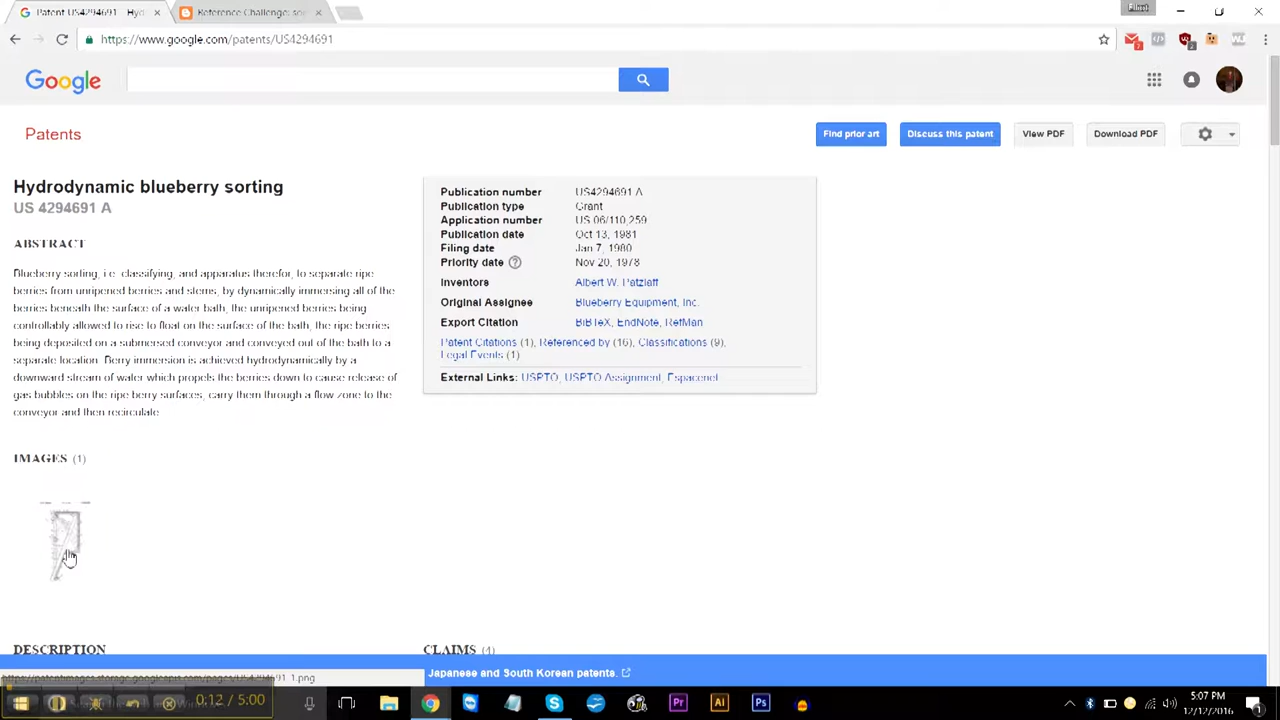 Patent US4294691 - Hyd
Reference Challenge: so
First
https://www.google.com/patents/US4294691
Google
Patents
Find prior art
Discuss this patent
View PDF
Download PDF
Hydrodynamic blueberry sorting
US 4294691 A
ABSTRACT
Blueberry sorting, i.e. classifying, and apparatus therefor, to separate ripe
berries from unripened berries and stems, by dynamically immersing all of the
berries beneath the surface of a water bath, the unripened berries being
controllably allowed to rise to float on the surface of the bath, the ripe berries
being deposited on a submersed conveyor and conveyed out of the bath to a
separate location. Berry immersion is achieved hydrodynamically by a
downward stream of water which propels the berries down to cause release of
gas bubbles on the ripe berry surfaces, carry them through a flow zone to the
conveyor and then recirculate
Publication number US4294691 A
Publication type Grant
Application number US 06/110,259
Publication date Oct 13, 1981
Filing date Jan 7, 1980
Priority date ? Nov 20, 1978
Inventors Albert W. Patzlaff
Original Assignee Blueberry Equipment, Inc.
Export Citation BiBTeX, EndNote, RefMan
Patent Citations (1), Referenced by (16), Classifications (9),
Legal Events (1)
External Links: USPTO, USPTO Assignment, Espacenet
IMAGES (1)
DESCRIPTION
CLAIMS (4)
Japanese and South Korean patents.
0:12 / 5:00
Pr
Ai
Ps
5:07 PM
12/12/2016